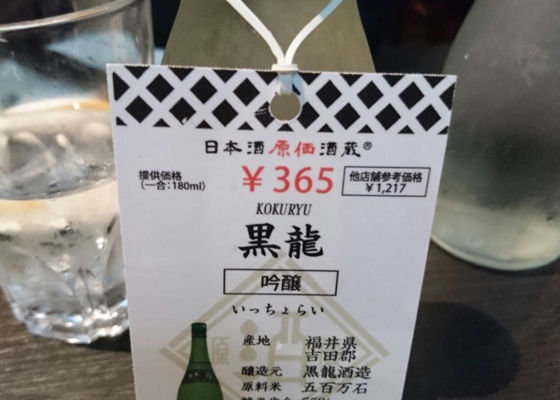 日本酒原価酒蔵®
提供価格
(一合:180ml)
¥365
他店舗参考価格
¥1,217
KOKURYU
黒龍
吟醸
いっちょらい
産地 福井県
吉田郡
醸造元 黒龍酒造
原料米 五百万石